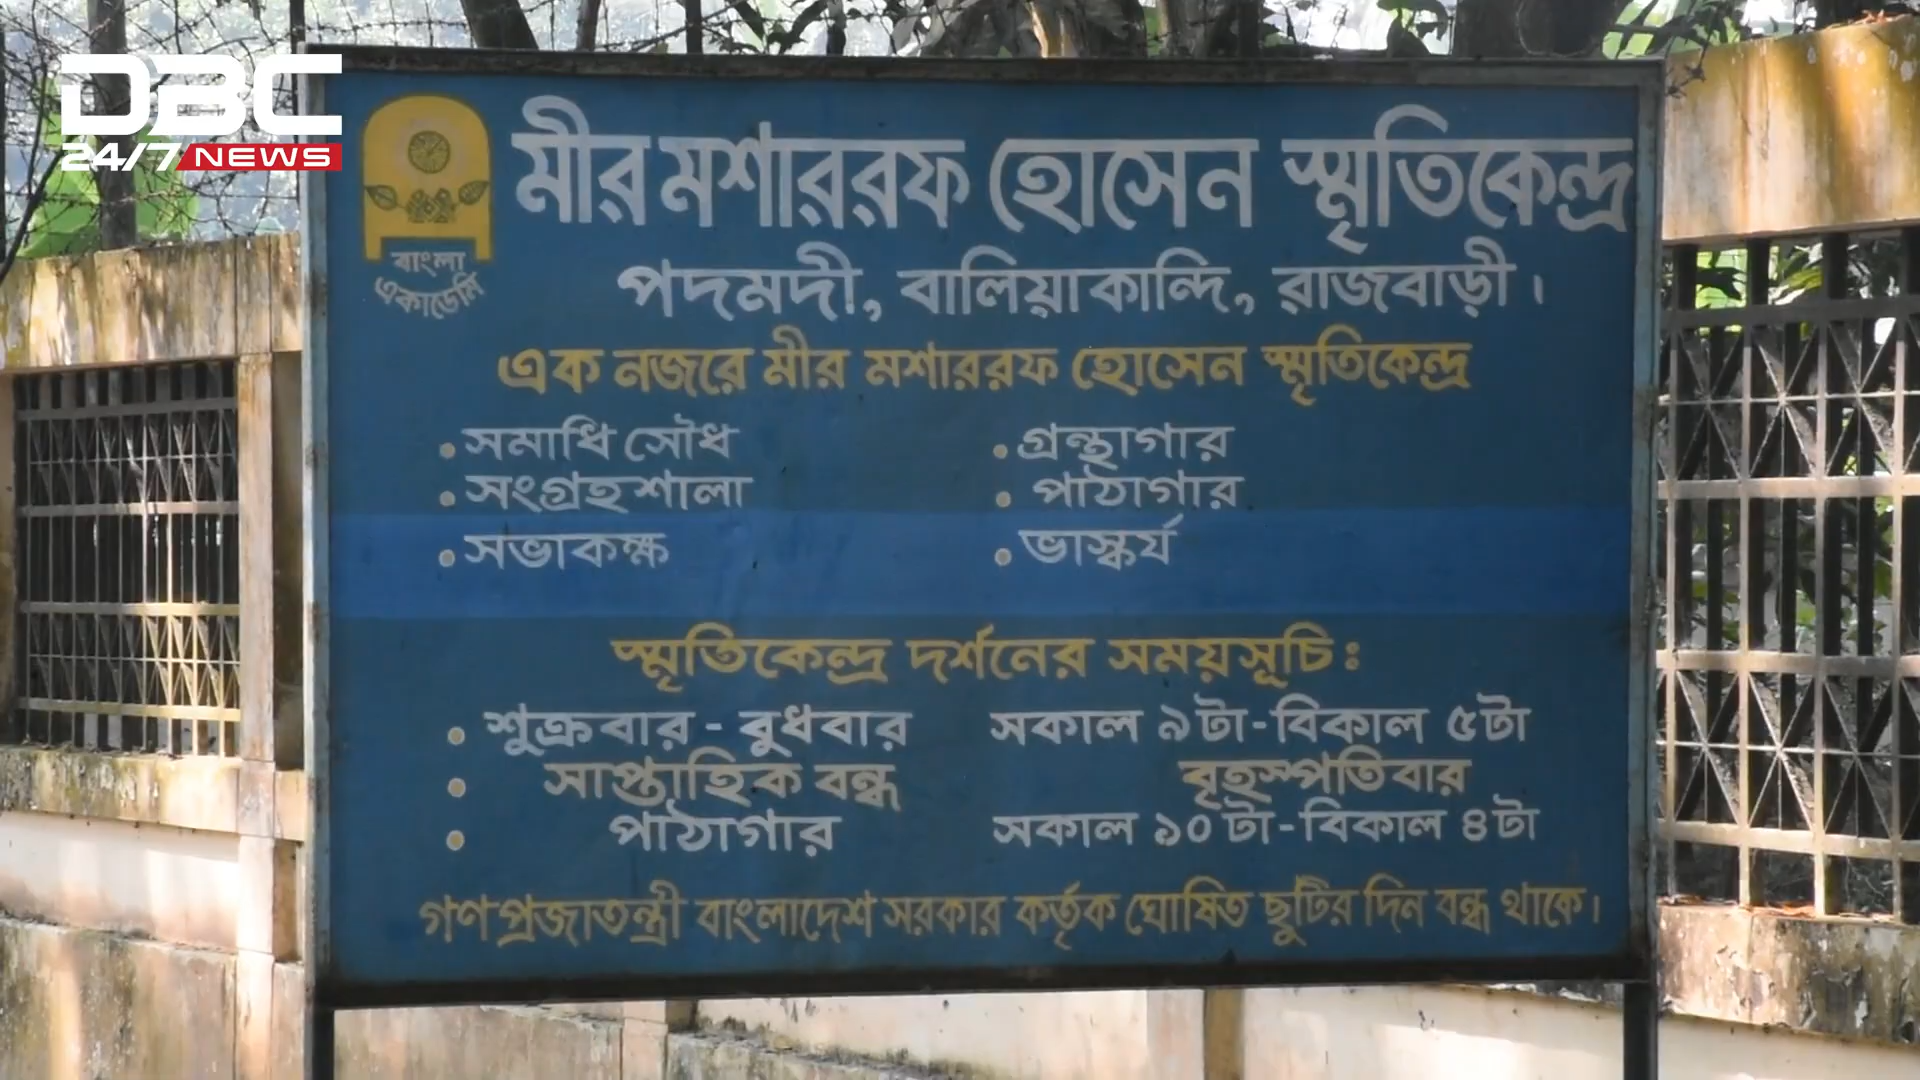 DBC
24/7 NEWS
বাংলা
একাডেমি
মীর মশাররফ হোসেন স্মৃতিকেন্দ্র
পদমদী, বালিয়াকান্দি, রাজবাড়ী।
এক নজরে মীর মশাররফ হোসেন স্মৃতিকেন্দ্র
• সমাধি সৌধ • গ্রন্থাগার
• সংগ্রহশালা • পাঠাগার
• সভাকক্ষ • ভাস্কর্য
স্মৃতিকেন্দ্র দর্শনের সময়সূচি:
• শুক্রবার - বুধবার সকাল ৯টা-বিকাল ৫টা
• সাপ্তাহিক বন্ধ বৃহস্পতিবার
• পাঠাগার সকাল ১০টা-বিকাল ৪টা
গণপ্রজাতন্ত্রী বাংলাদেশ সরকার কর্তৃক ঘোষিত ছুটির দিন বন্ধ থাকে।